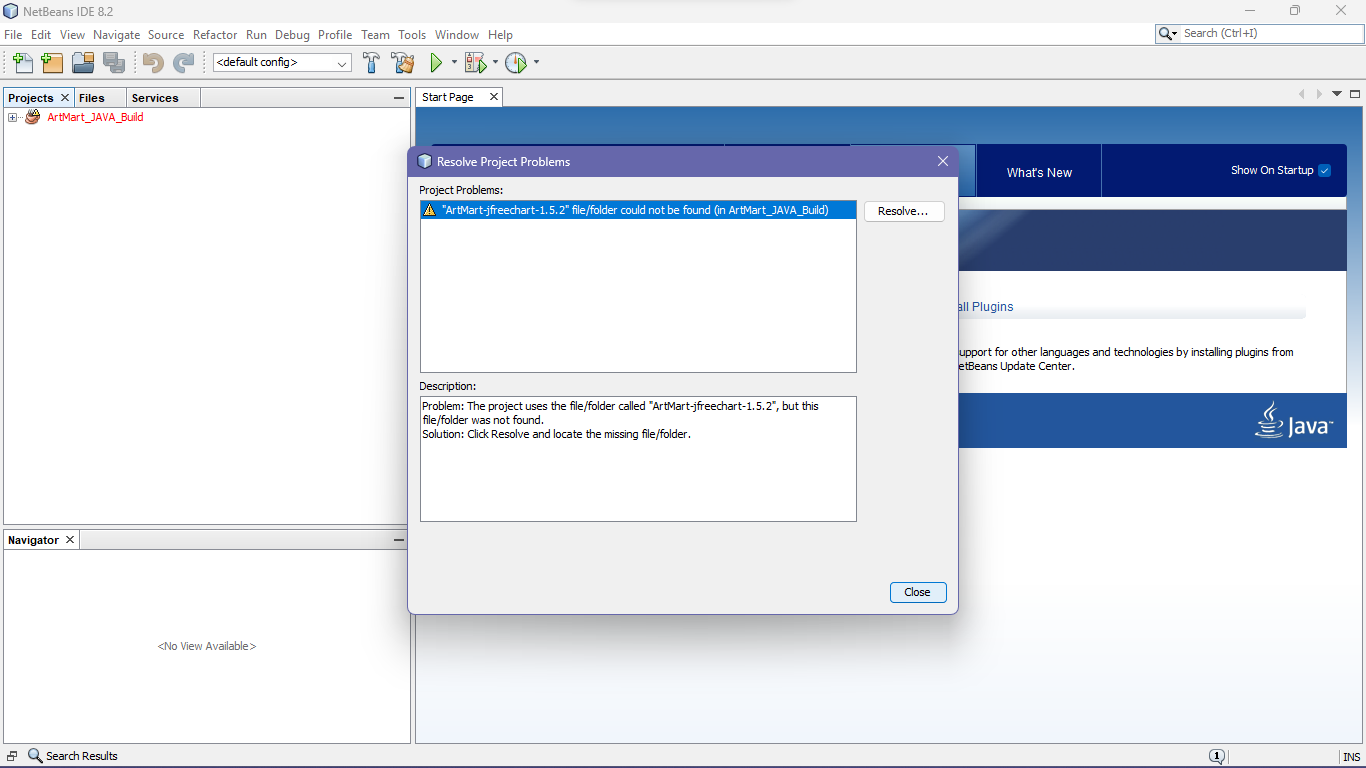 NetBeans IDE 8.2
File Edit View Navigate Source Refactor Run Debug Profile Team Tools Window Help
Search (Ctrl+I)
<default config>
Projects Files Services
Start Page
ArtMart_JAVA_Build
What's New
Show On Startup
Resolve Project Problems
Project Problems:
"ArtMart-jfreechart-1.5.2" file/folder could not be found (in ArtMart_JAVA_Build)
Resolve...
all Plugins
upport for other languages and technologies by installing plugins from
etBeans Update Center.
Description:
Problem: The project uses the file/folder called "ArtMart-jfreechart-1.5.2", but this
file/folder was not found.
Solution: Click Resolve and locate the missing file/folder.
Java™
Close
Navigator
<No View Available>
Search Results
1
INS